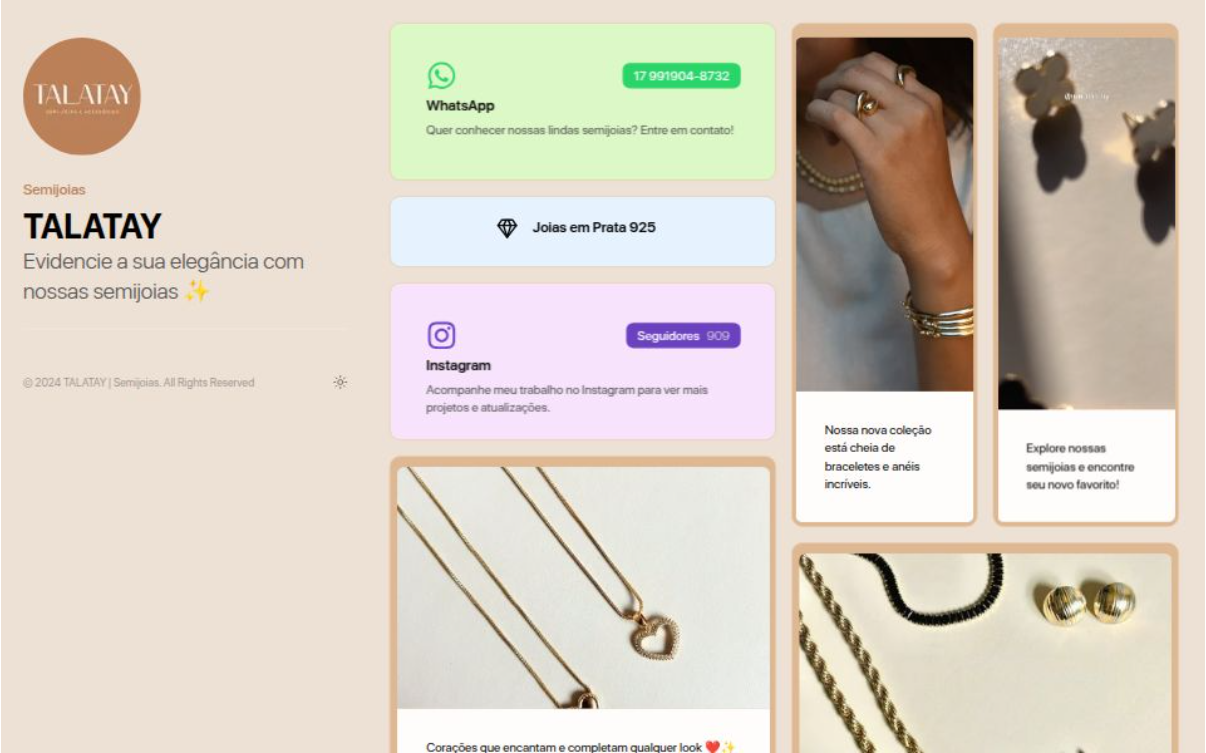 TALATAY
Semijoias
TALATAY
Evidencie a sua elegância com
nossas semijoias ✨
© 2024 TALATAY | Semijoias. All Rights Reserved
17 991904-8732
WhatsApp
Quer conhecer nossas lindas semijoias? Entre em contato!
Joias em Prata 925
Seguidores 909
Instagram
Acompanhe meu trabalho no Instagram para ver mais
projetos e atualizações.
Corações que encantam e completam qualquer look ❤️✨
Nossa nova coleção
está cheia de
braceletes e anéis
incríveis.
Explore nossas
semijoias e encontre
seu novo favorito!